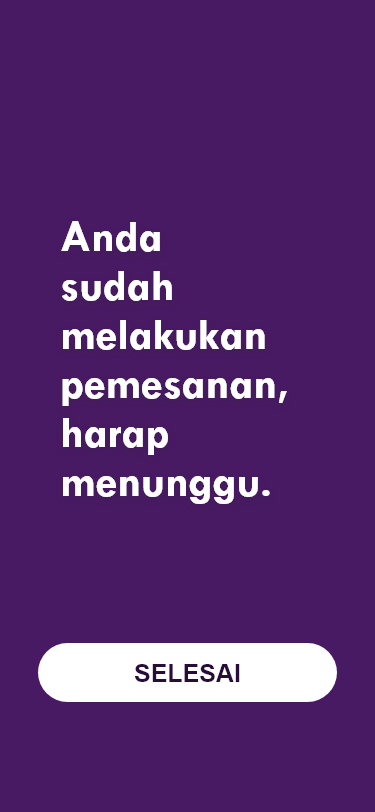 Anda
sudah
melakukan
pemesanan,
harap
menunggu.
SELESAI